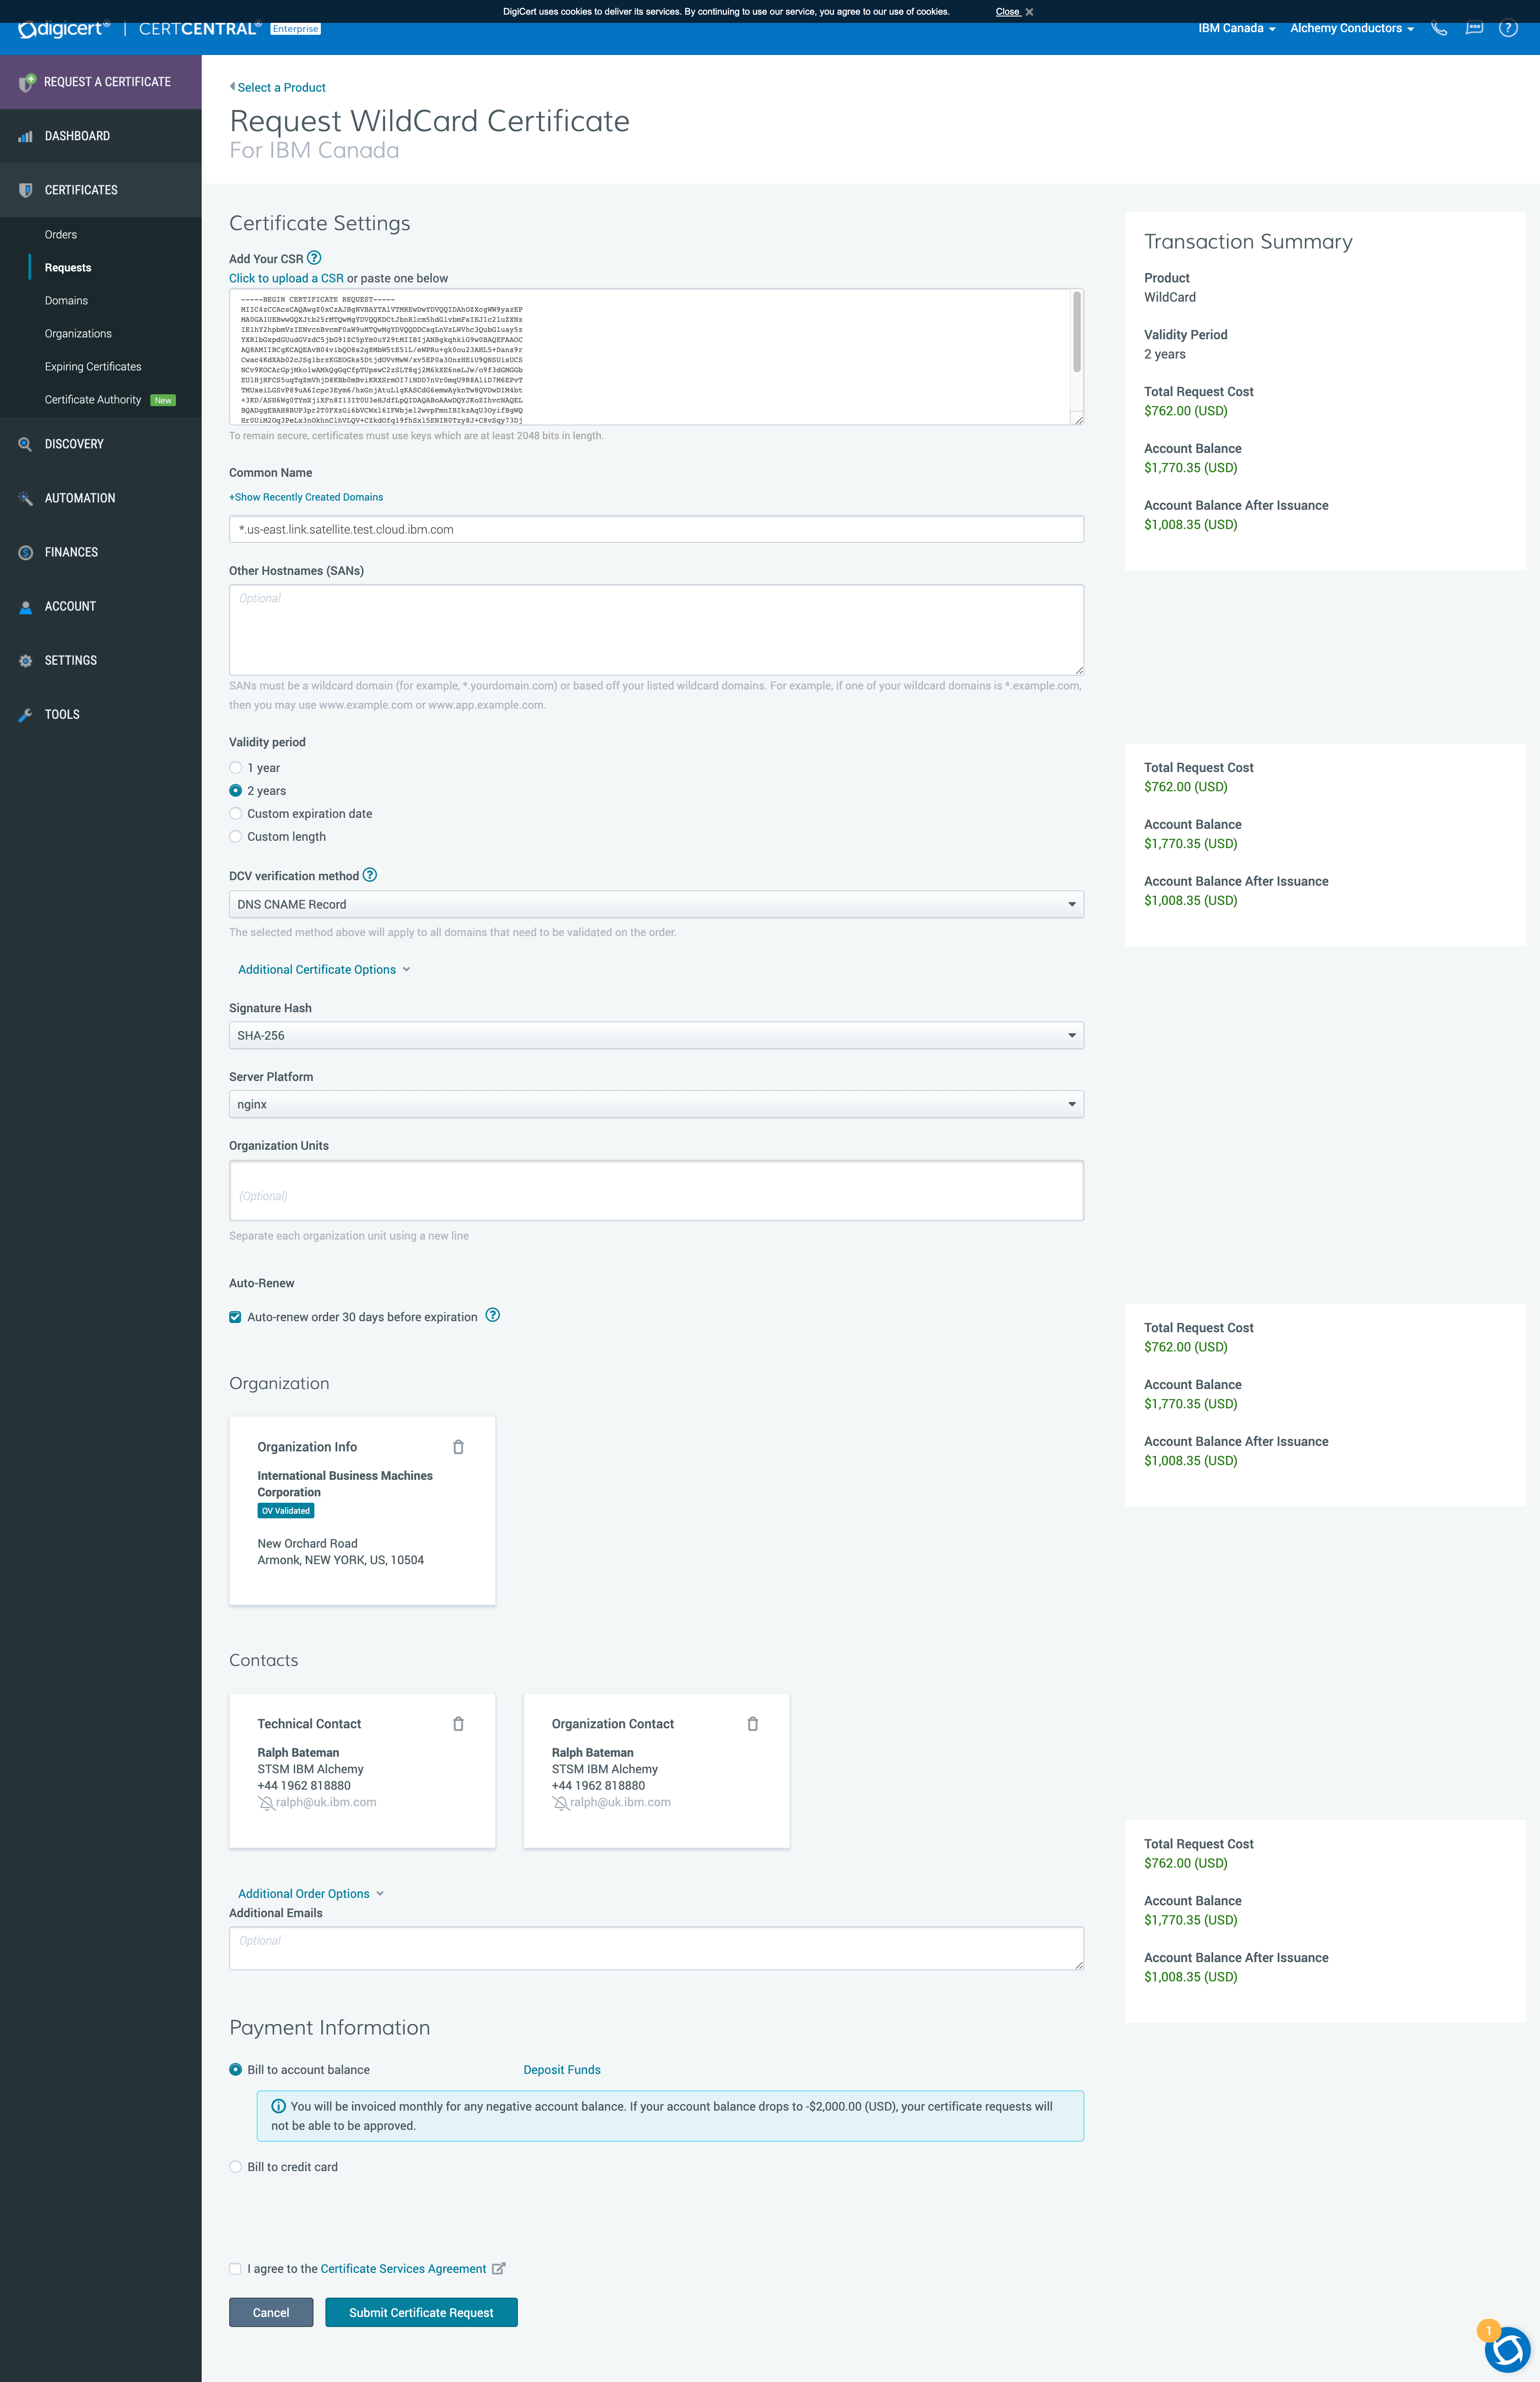 DigiCert uses cookies to deliver its services. By continuing to use our service, you agree to our use of cookies. Close
digicert® | CERTCENTRAL® Enterprise
IBM Canada Alchemy Conductors
REQUEST A CERTIFICATE
DASHBOARD
CERTIFICATES
Orders
Requests
Domains
Organizations
Expiring Certificates
Certificate Authority New
DISCOVERY
AUTOMATION
FINANCES
ACCOUNT
SETTINGS
TOOLS
Select a Product
Request WildCard Certificate
For IBM Canada
Certificate Settings
Add Your CSR
Click to upload a CSR or paste one below
-----BEGIN CERTIFICATE REQUEST-----
To remain secure, certificates must use keys which are at least 2048 bits in length.
Common Name
+Show Recently Created Domains
*.us-east.link.satellite.test.cloud.ibm.com
Other Hostnames (SANs)
Optional
SANs must be a wildcard domain (for example, *.yourdomain.com) or based off your listed wildcard domains. For example, if one of your wildcard domains is *.example.com,
then you may use www.example.com or www.app.example.com.
Validity period
1 year
2 years
Custom expiration date
Custom length
DCV verification method
DNS CNAME Record
The selected method above will apply to all domains that need to be validated on the order.
Additional Certificate Options
Signature Hash
SHA-256
Server Platform
nginx
Organization Units
(Optional)
Separate each organization unit using a new line
Auto-Renew
Auto-renew order 30 days before expiration
Organization
Organization Info
International Business Machines
Corporation
OV Validated
New Orchard Road
Armonk, NEW YORK, US, 10504
Contacts
Technical Contact
Ralph Bateman
STSM IBM Alchemy
+44 1962 818880
ralph@uk.ibm.com
Organization Contact
Ralph Bateman
STSM IBM Alchemy
+44 1962 818880
ralph@uk.ibm.com
Additional Order Options
Additional Emails
Optional
Payment Information
Bill to account balance
Deposit Funds
You will be invoiced monthly for any negative account balance. If your account balance drops to -$2,000.00 (USD), your certificate requests will
not be able to be approved.
Bill to credit card
I agree to the Certificate Services Agreement
Cancel
Submit Certificate Request
Transaction Summary
Product
WildCard
Validity Period
2 years
Total Request Cost
$762.00 (USD)
Account Balance
$1,770.35 (USD)
Account Balance After Issuance
$1,008.35 (USD)
Total Request Cost
$762.00 (USD)
Account Balance
$1,770.35 (USD)
Account Balance After Issuance
$1,008.35 (USD)
Total Request Cost
$762.00 (USD)
Account Balance
$1,770.35 (USD)
Account Balance After Issuance
$1,008.35 (USD)
Total Request Cost
$762.00 (USD)
Account Balance
$1,770.35 (USD)
Account Balance After Issuance
$1,008.35 (USD)
1